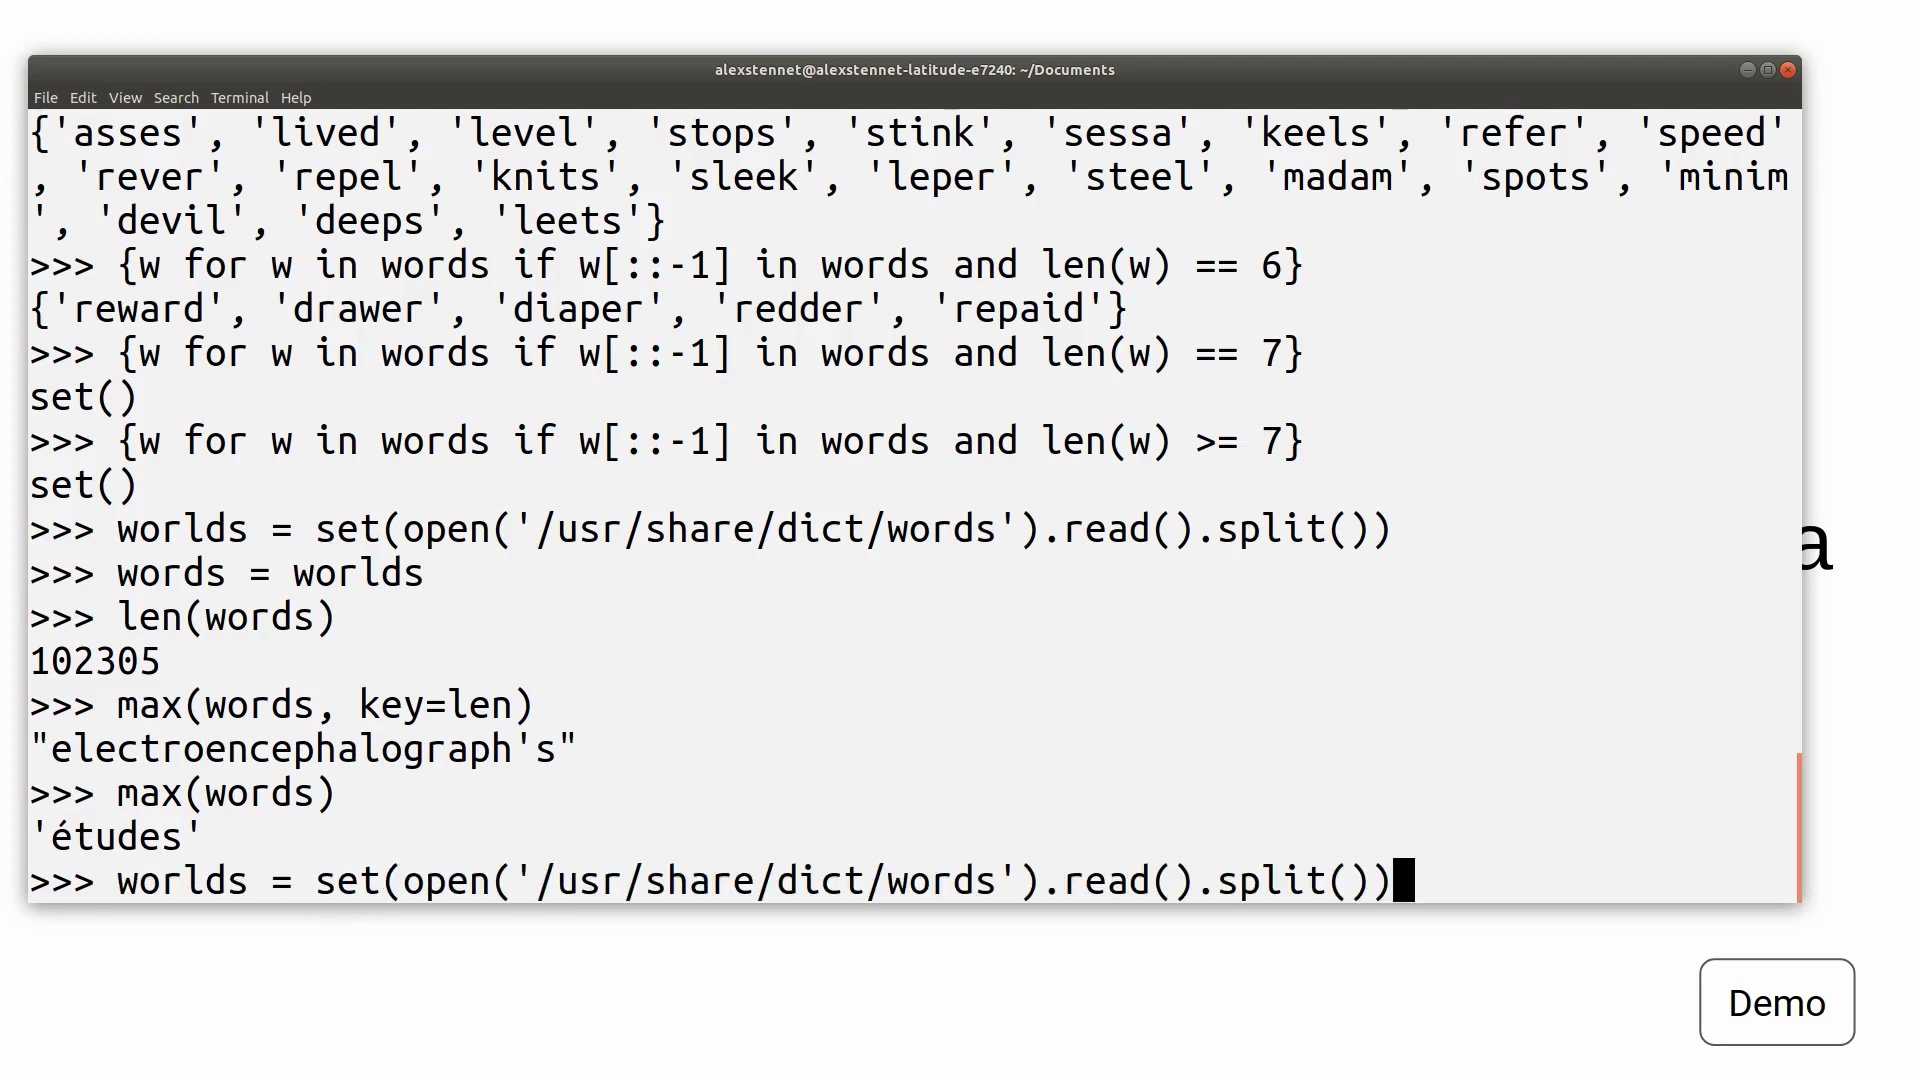 alexstennet@alexstennet-latitude-e7240: ~/Documents
File Edit View Search Terminal Help
{'asses', 'lived', 'level', 'stops', 'stink', 'sessa', 'keels', 'refer', 'speed'
, 'rever', 'repel', 'knits', 'sleek', 'leper', 'steel', 'madam', 'spots', 'minim
', 'devil', 'deeps', 'leets'}
>>> {w for w in words if w[::-1] in words and len(w) == 6}
{'reward', 'drawer', 'diaper', 'redder', 'repaid'}
>>> {w for w in words if w[::-1] in words and len(w) == 7}
set()
>>> {w for w in words if w[::-1] in words and len(w) >= 7}
set()
>>> worlds = set(open('/usr/share/dict/words').read().split())
>>> words = worlds
>>> len(words)
102305
>>> max(words, key=len)
"electroencephalograph's"
>>> max(words)
'études'
>>> worlds = set(open('/usr/share/dict/words').read().split())
a
Demo